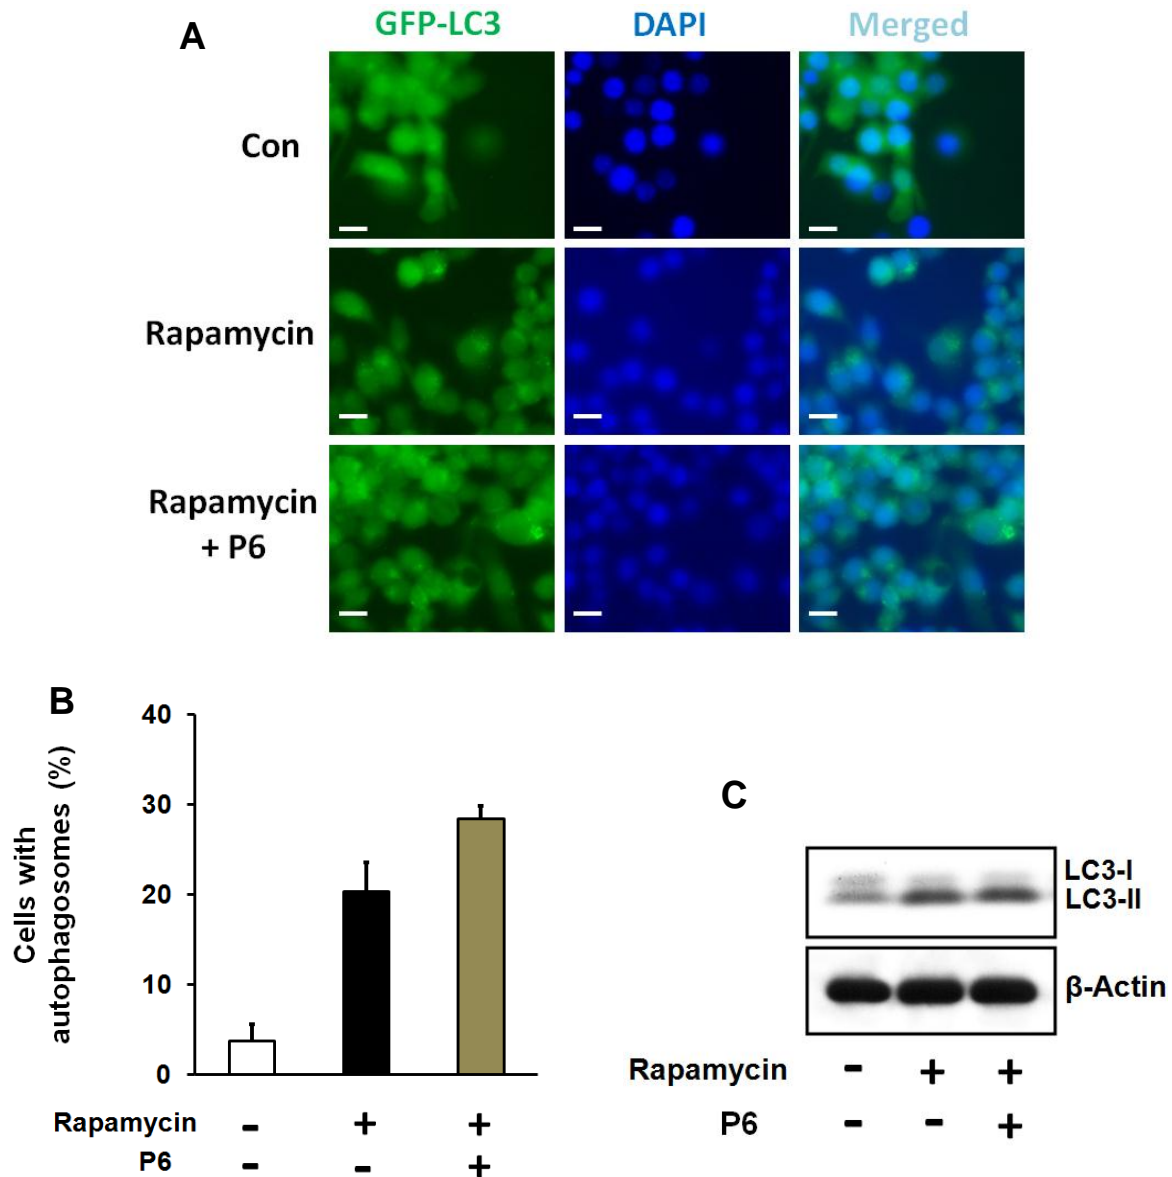 A
GFP-LC3 DAPI Merged
Con
Rapamycin
Rapamycin
+ P6
B
Cells with
autophagosomes (%)
40
30
20
10
0
Rapamycin - + +
P6 - - +
C
LC3-I
LC3-II
β-Actin
Rapamycin - + +
P6 - - +